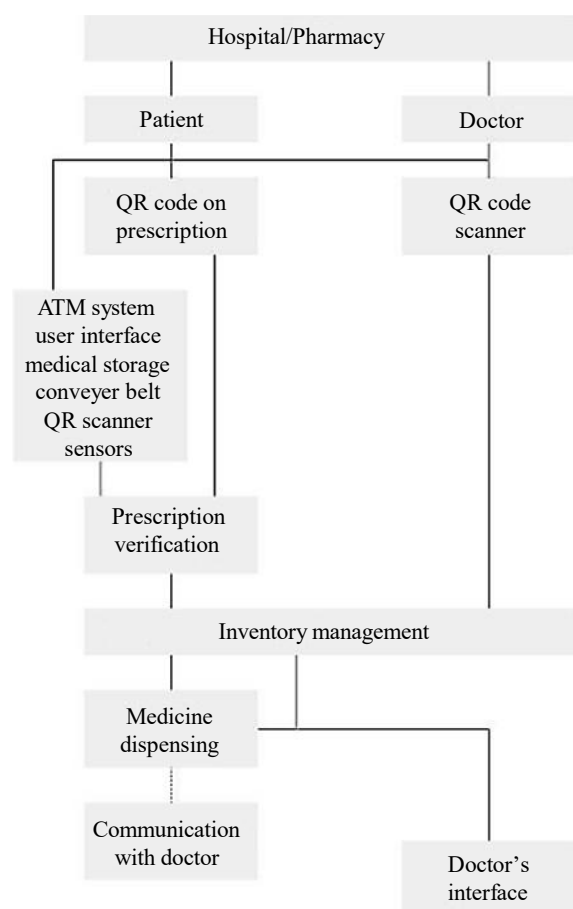 Hospital/Pharmacy
Patient
Doctor
QR code on
prescription
QR code
scanner
ATM system
user interface
medical storage
conveyer belt
QR scanner
sensors
Prescription
verification
Inventory management
Medicine
dispensing
Communication
with doctor
Doctor’s
interface